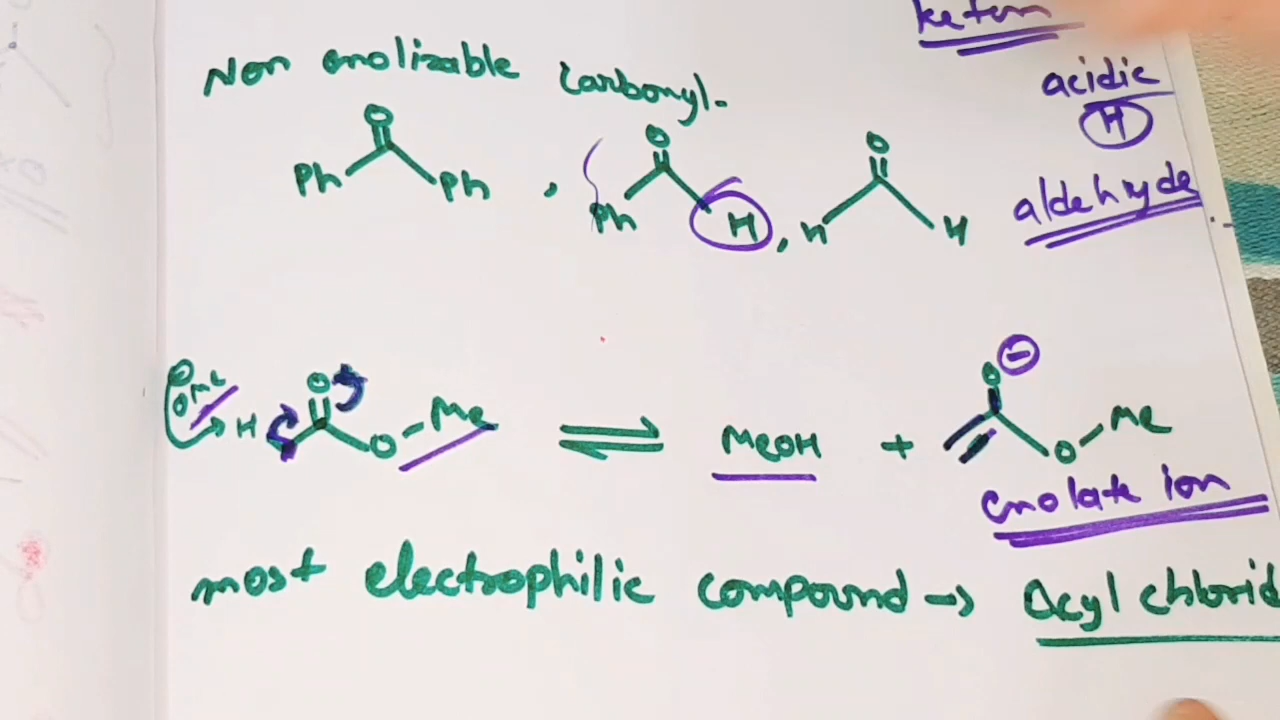 keton
Non enolizable Carbonyl.
acidic
H
aldehyde
O O O
Ph Ph , Ph H , H H
⊖OMe H O O-Me ⇌ MeOH + O⊖ O-Me
enolate ion
most electrophilic compound → Acyl chlorid